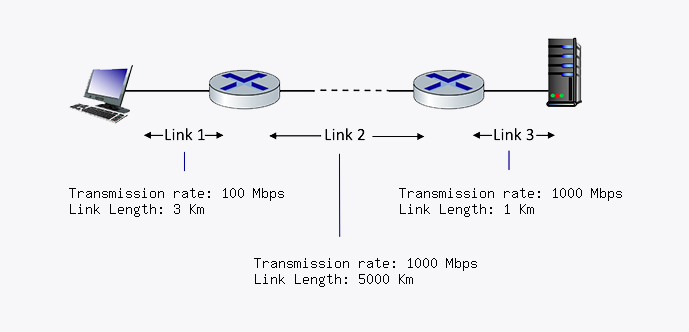 Link 1
Link 2
Link 3
Transmission rate: 100 Mbps
Link Length: 3 Km
Transmission rate: 1000 Mbps
Link Length: 1 Km
Transmission rate: 1000 Mbps
Link Length: 5000 Km